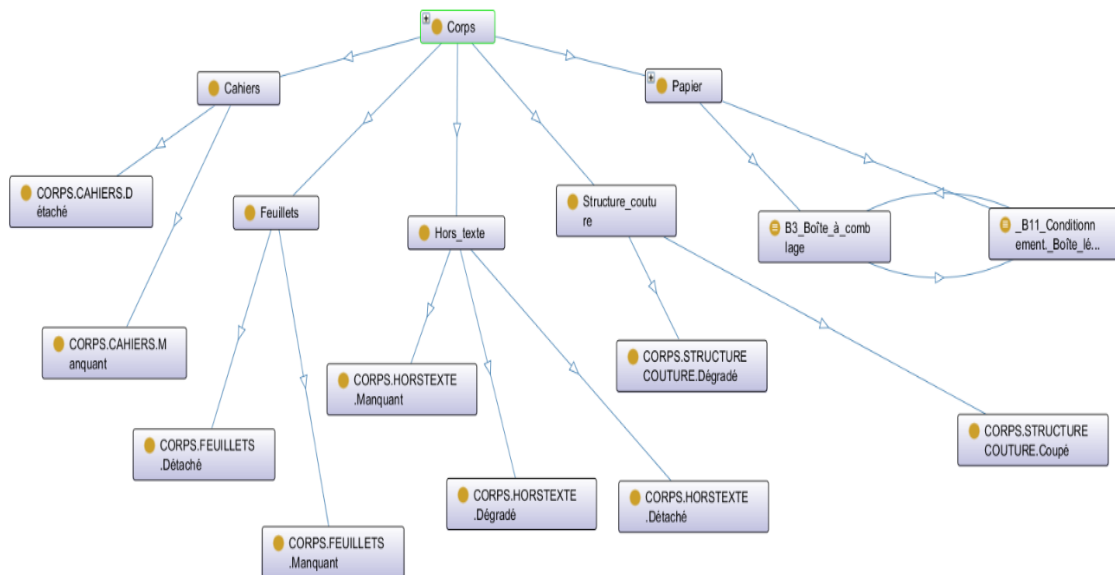 Corps
Cahiers
Papier
CORPS.CAHIERS.D
étaché
Feuillets
Hors_texte
Structure_coutu
re
B3_Boîte_à_comb
lage
_B11_Conditionn
ement._Boîte_lé...
CORPS.CAHIERS.M
anquant
CORPS.HORSTEXTE
.Manquant
CORPS.STRUCTURE
COUTURE.Dégradé
CORPS.FEUILLETS
.Détaché
CORPS.STRUCTURE
COUTURE.Coupé
CORPS.HORSTEXTE
.Dégradé
CORPS.HORSTEXTE
.Détaché
CORPS.FEUILLETS
.Manquant